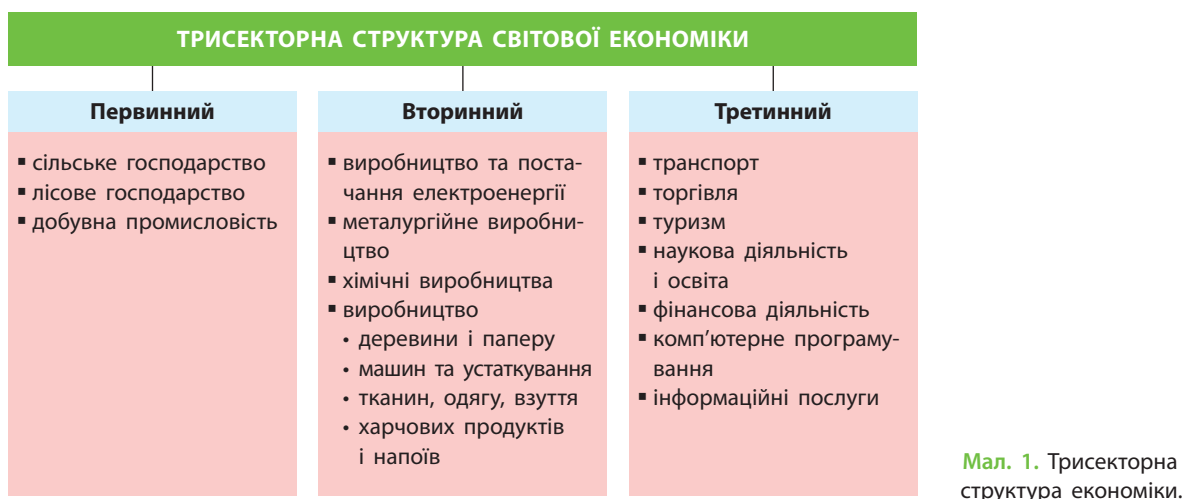 ТРИСЕКТОРНА СТРУКТУРА СВІТОВОЇ ЕКОНОМІКИ
Первинний
▪ сільське господарство
▪ лісове господарство
▪ добувна промисловість
Вторинний
▪ виробництво та поста-
чання електроенергії
▪ металургійне виробни-
цтво
▪ хімічні виробництва
▪ виробництво
• деревини і паперу
• машин та устаткування
• тканин, одягу, взуття
• харчових продуктів
і напоїв
Третинний
▪ транспорт
▪ торгівля
▪ туризм
▪ наукова діяльність
і освіта
▪ фінансова діяльність
▪ комп’ютерне програму-
вання
▪ інформаційні послуги
Мал. 1. Трисекторна
структура економіки.